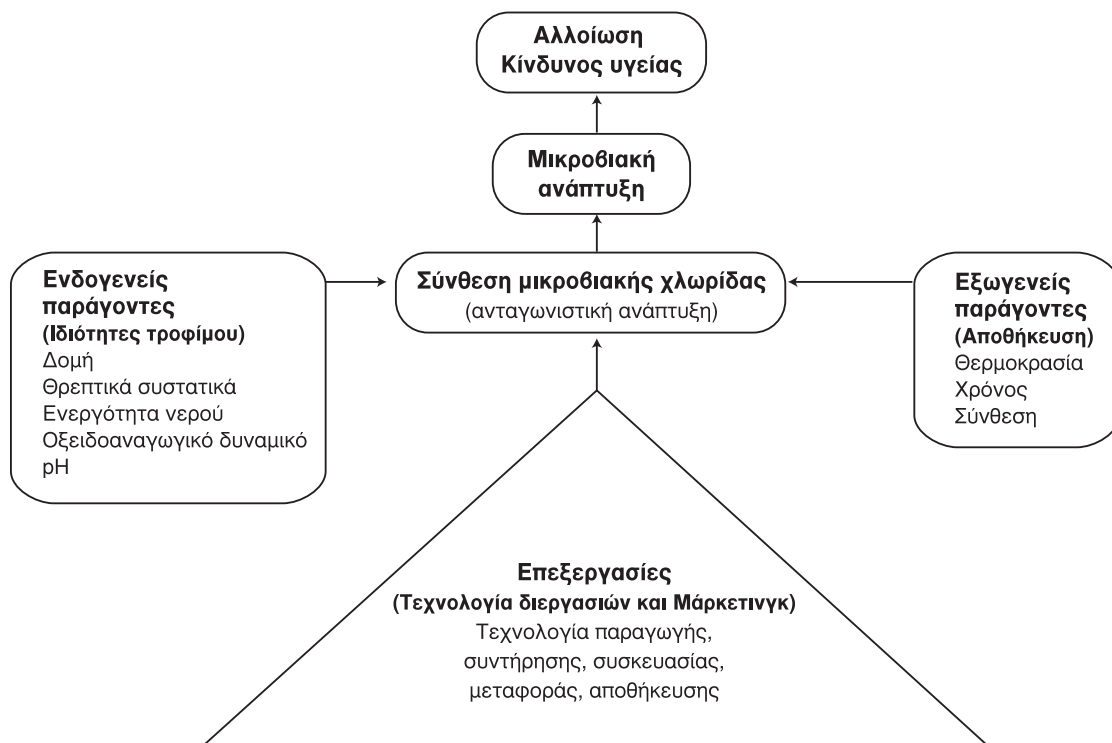 Αλλοίωση
Κίνδυνος υγείας
Μικροβιακή
ανάπτυξη
Ενδογενείς
παράγοντες
(Ιδιότητες τροφίμου)
Δομή
Θρεπτικά συστατικά
Ενεργότητα νερού
Οξειδοαναγωγικό δυναμικό
pH
Σύνθεση μικροβιακής χλωρίδας
(ανταγωνιστική ανάπτυξη)
Εξωγενείς
παράγοντες
(Αποθήκευση)
Θερμοκρασία
Χρόνος
Σύνθεση
Επεξεργασίες
(Τεχνολογία διεργασιών και Μάρκετινγκ)
Τεχνολογία παραγωγής,
συντήρησης, συσκευασίας,
μεταφοράς, αποθήκευσης